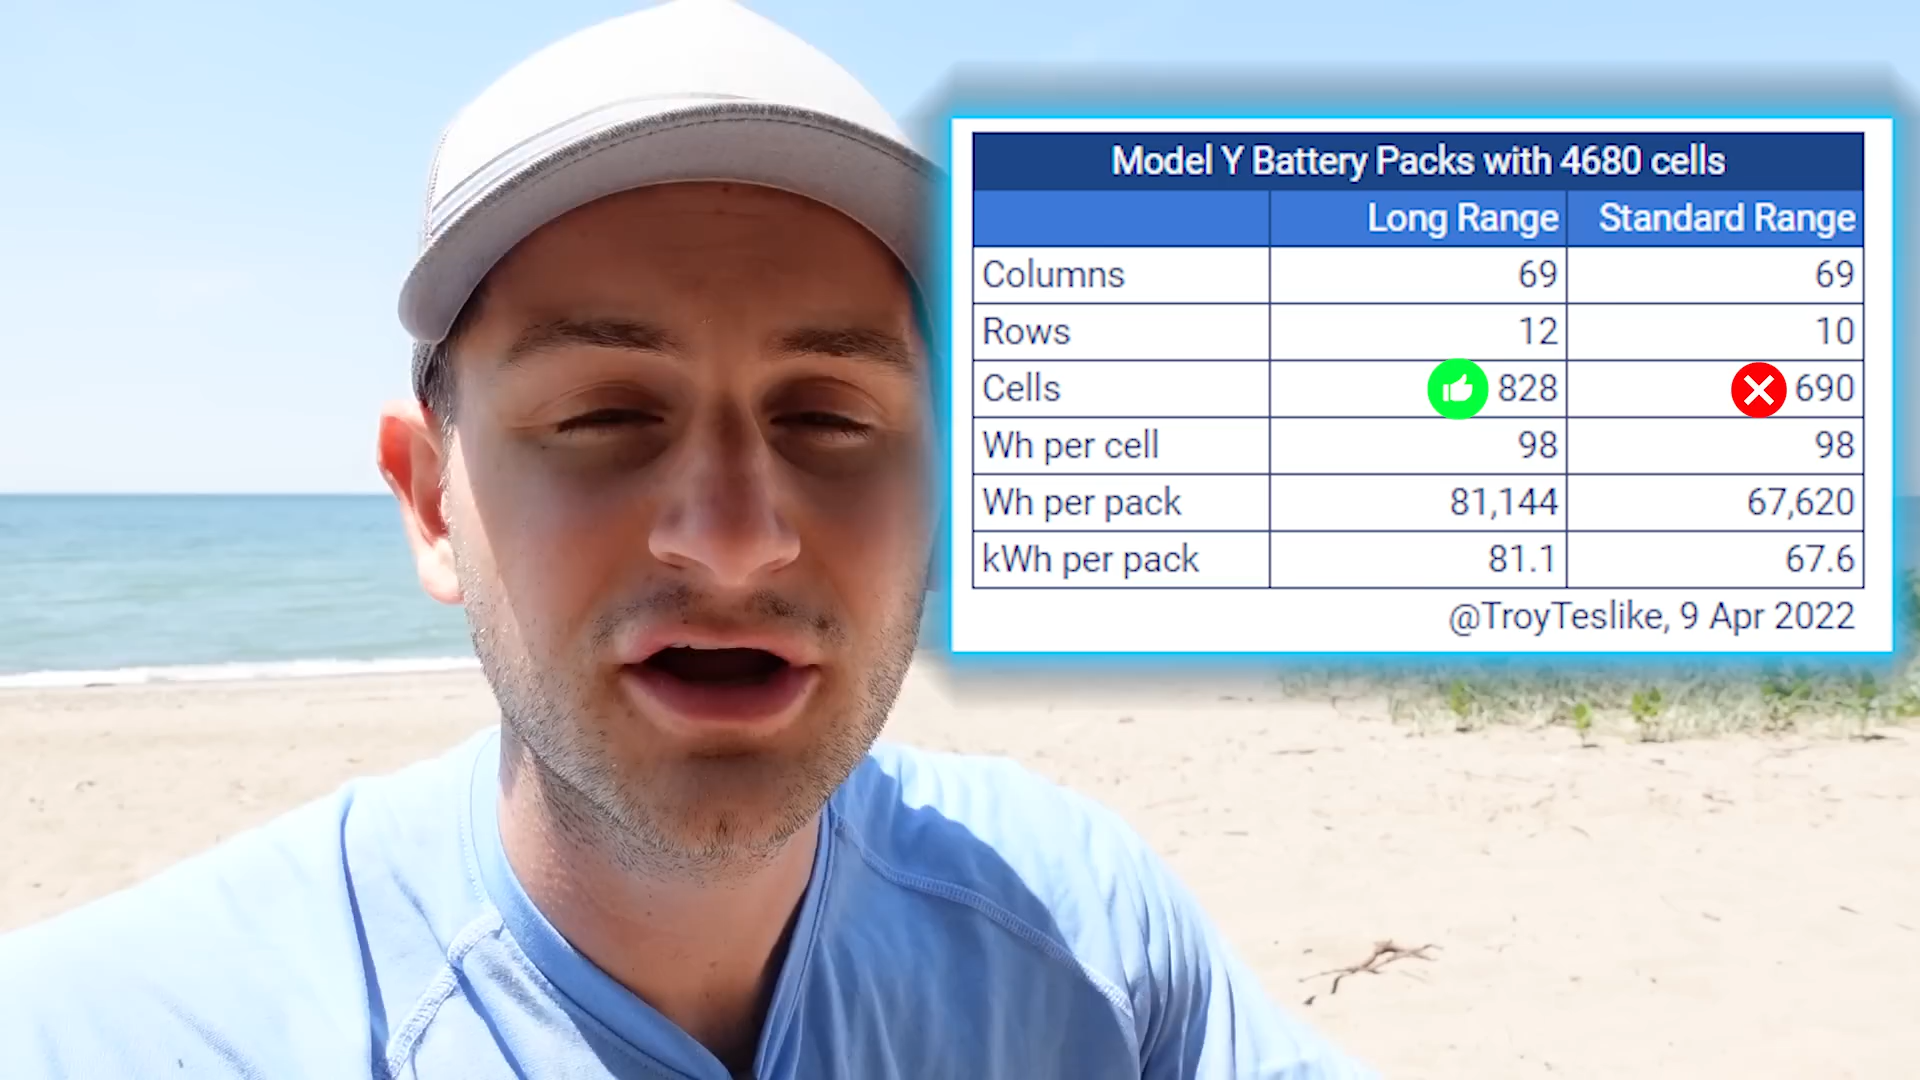 Model Y Battery Packs with 4680 cells
Long Range Standard Range
Columns 69 69
Rows 12 10
Cells 828 690
Wh per cell 98 98
Wh per pack 81,144 67,620
kWh per pack 81.1 67.6
@TroyTeslike, 9 Apr 2022